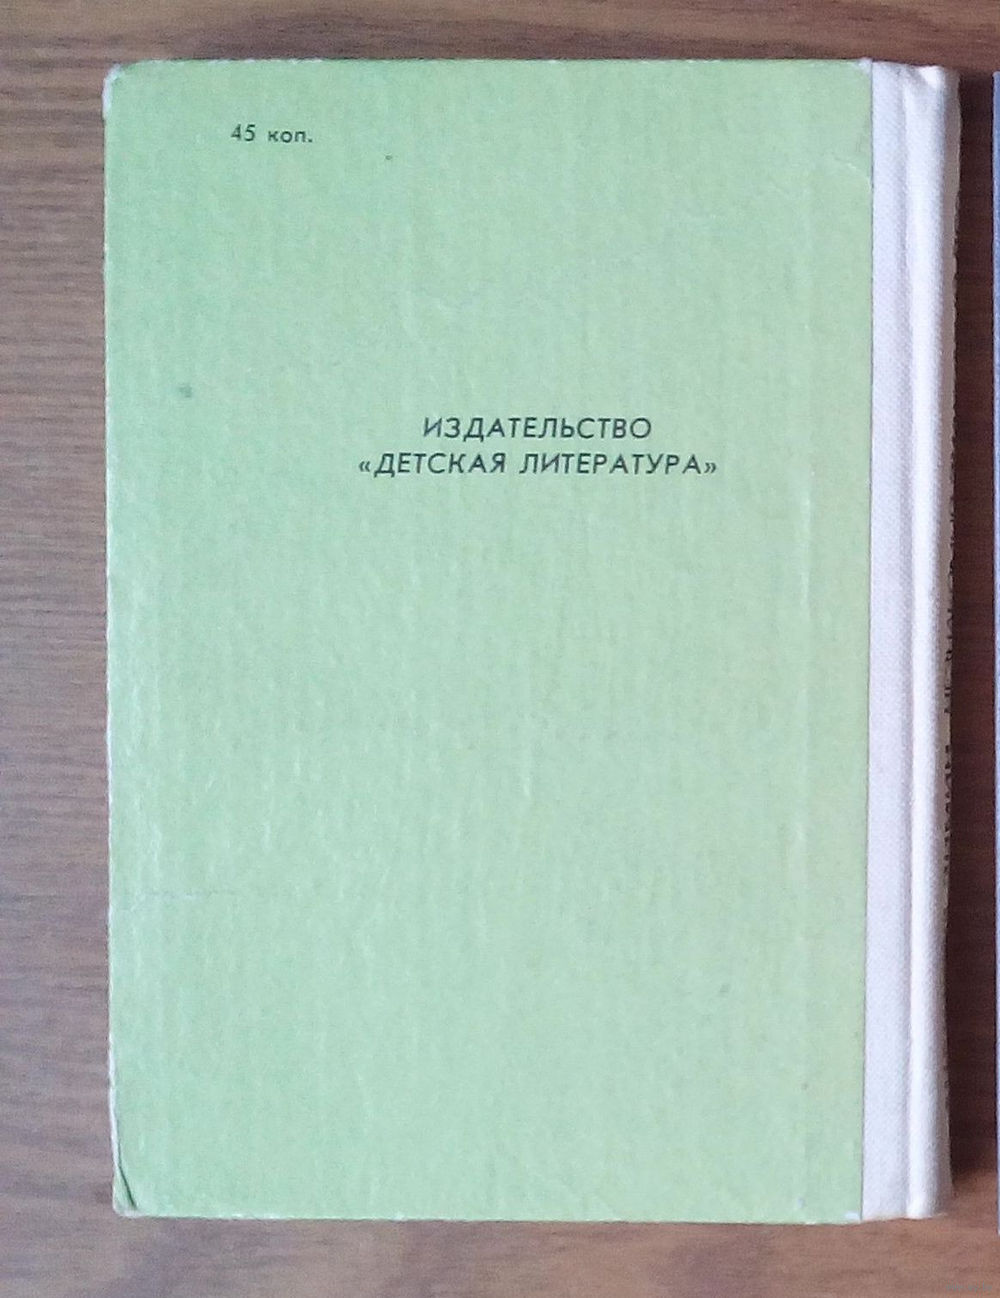 45 коп.
ИЗДАТЕЛЬСТВО
«ДЕТСКАЯ ЛИТЕРАТУРА»